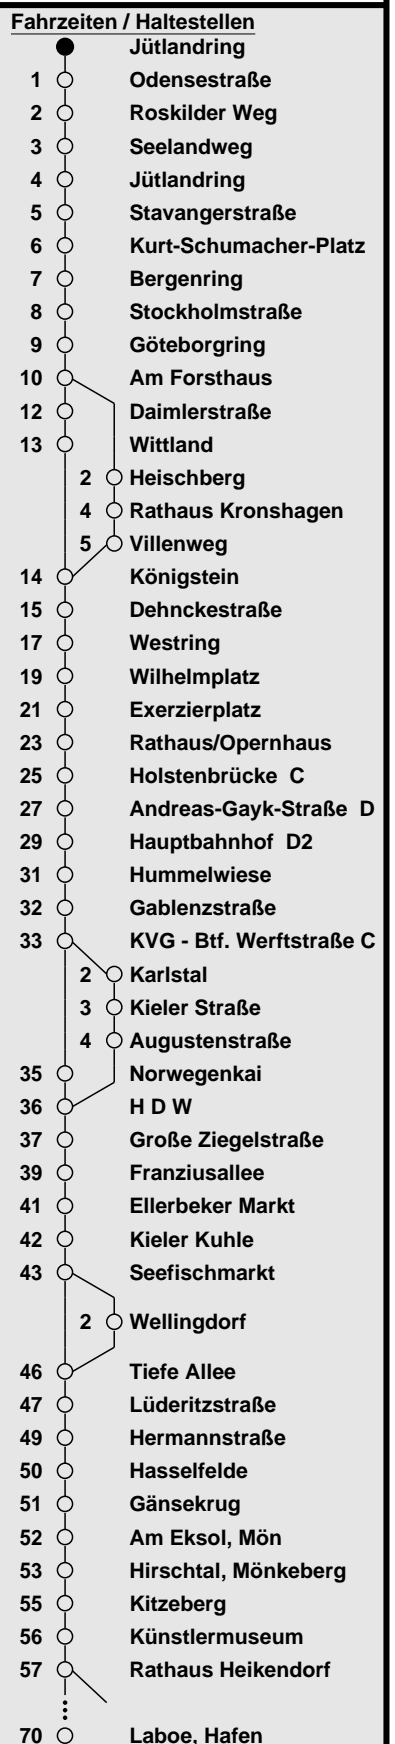 Fahrzeiten / Haltestellen
Jütlandring
1 Odensestraße
2 Roskilder Weg
3 Seelandweg
4 Jütlandring
5 Stavangerstraße
6 Kurt-Schumacher-Platz
7 Bergenring
8 Stockholmstraße
9 Göteborgring
10 Am Forsthaus
12 Daimlerstraße
13 Wittland
2 Heischberg
4 Rathaus Kronshagen
5 Villenweg
14 Königstein
15 Dehnckestraße
17 Westring
19 Wilhelmplatz
21 Exerzierplatz
23 Rathaus/Opernhaus
25 Holstenbrücke C
27 Andreas-Gayk-Straße D
29 Hauptbahnhof D2
31 Hummelwiese
32 Gablenzstraße
33 KVG - Btf. Werftstraße C
2 Karlstal
3 Kieler Straße
4 Augustenstraße
35 Norwegenkai
36 H D W
37 Große Ziegelstraße
39 Franziusallee
41 Ellerbeker Markt
42 Kieler Kuhle
43 Seefischmarkt
2 Wellingdorf
46 Tiefe Allee
47 Lüderitzstraße
49 Hermannstraße
50 Hasselfelde
51 Gänsekrug
52 Am Eksol, Mön
53 Hirschtal, Mönkeberg
55 Kitzeberg
56 Künstlermuseum
57 Rathaus Heikendorf
70 Laboe, Hafen